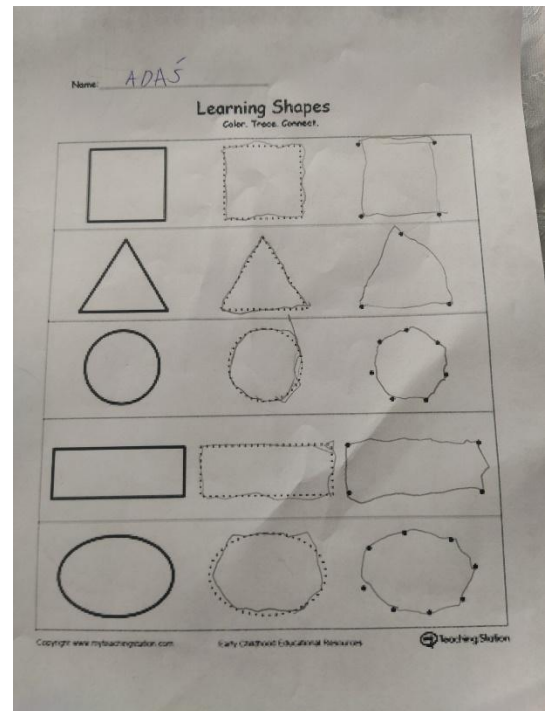 Name: ADAŚ
Learning Shapes
Color. Trace. Connect.
Copyright www.myteachingstation.com Early Childhood Educational Resources Teaching Station